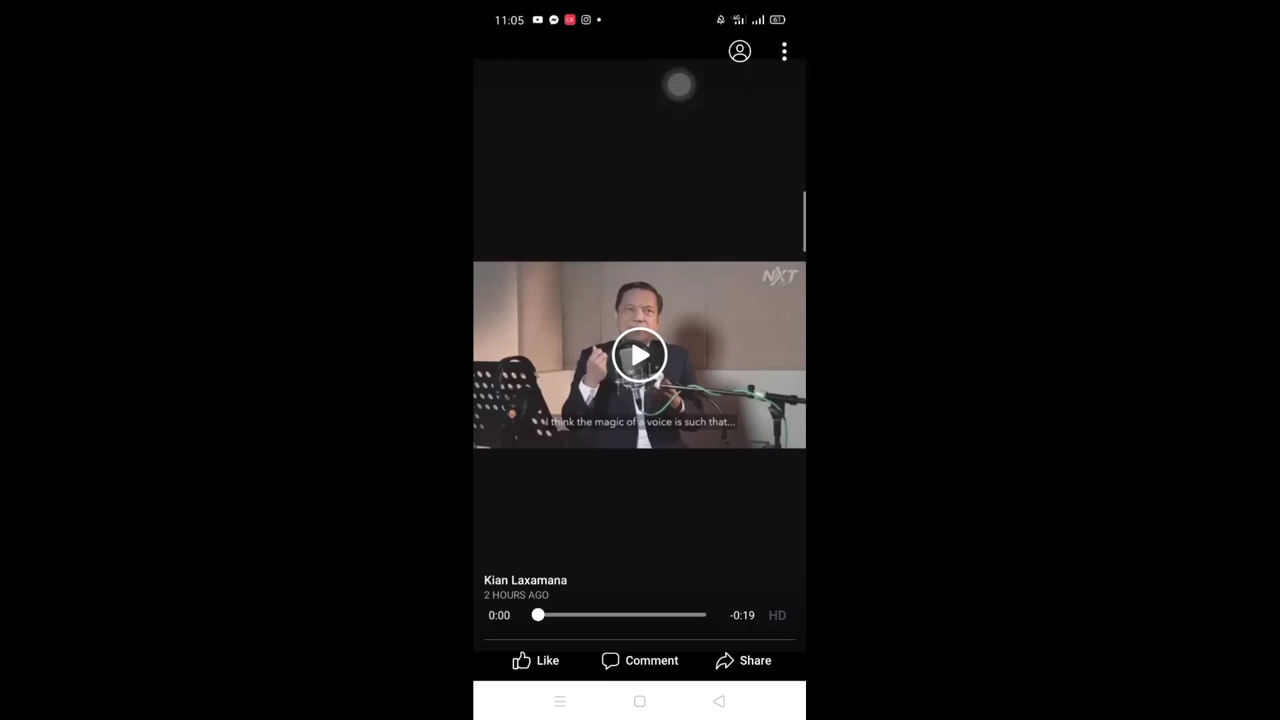 11:05
61
NXT
I think the magic of a voice is such that...
Kian Laxamana
2 HOURS AGO
0:00
-0:19
HD
Like
Comment
Share